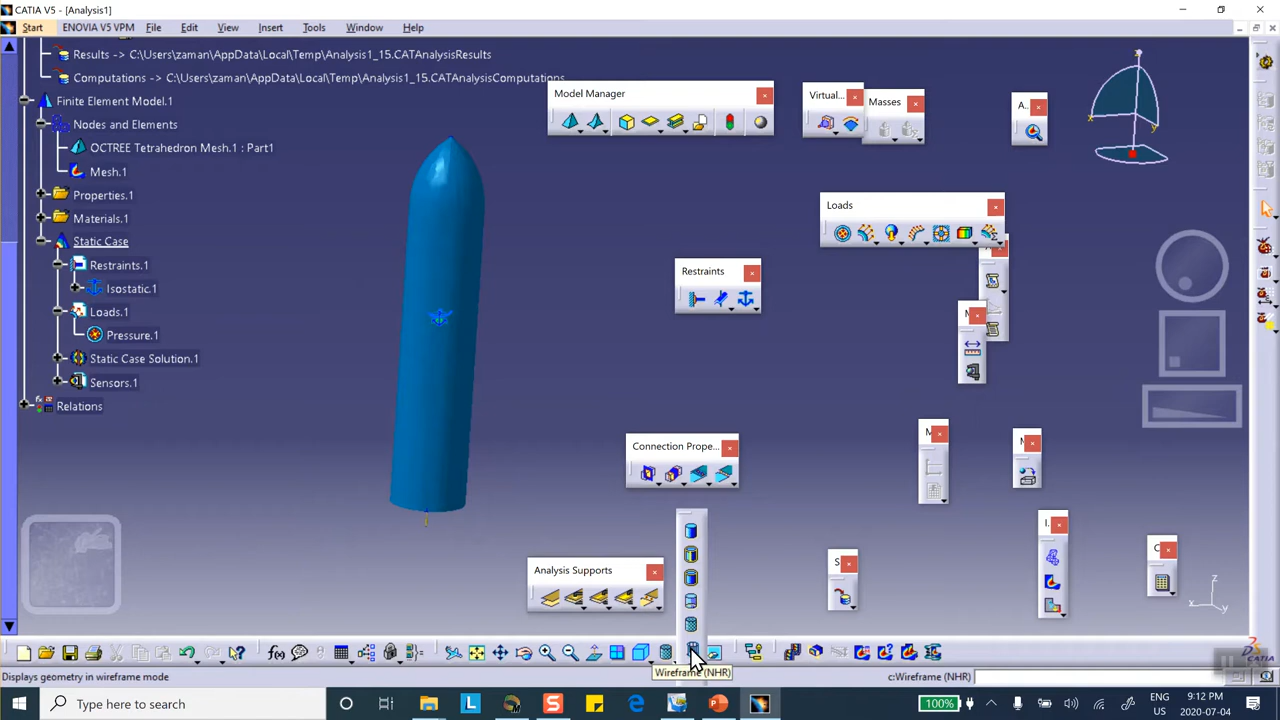 CATIA V5 - [Analysis1]
Start
ENOVIA V5 VPM
File
Edit
View
Insert
Tools
Window
Help
Results -> C:\Users\zaman\AppData\Local\Temp\Analysis1_15.CATAnalysisResults
Computations -> C:\Users\zaman\AppData\Local\Temp\Analysis1_15.CATAnalysisComputations
Finite Element Model.1
Nodes and Elements
OCTREE Tetrahedron Mesh.1 : Part1
Mesh.1
Properties.1
Materials.1
Static Case
Restraints.1
Isostatic.1
Loads.1
Pressure.1
Static Case Solution.1
Sensors.1
Relations
Model Manager
Virtual...
Masses
A..
Loads
Restraints
Connection Prope...
Analysis Supports
S
I.
C
z
x
y
f(x)
Wireframe (NHR)
Displays geometry in wireframe mode
c:Wireframe (NHR)
Type here to search
L
S
100%
ENG
US
9:12 PM
2020-07-04